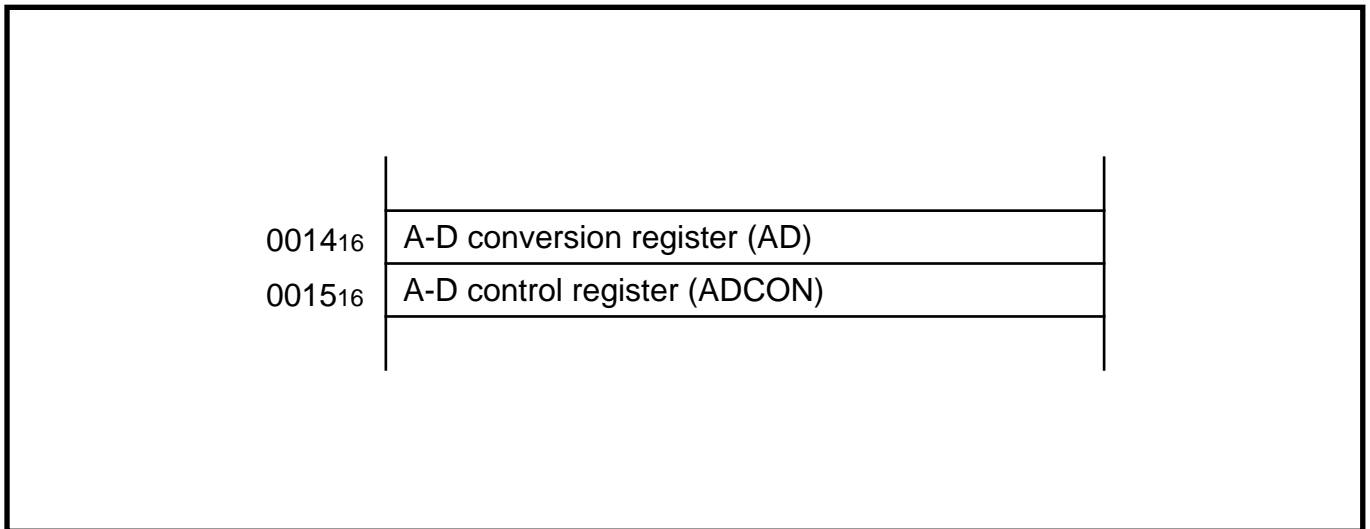 0014₁₆ A-D conversion register (AD)
0015₁₆ A-D control register (ADCON)